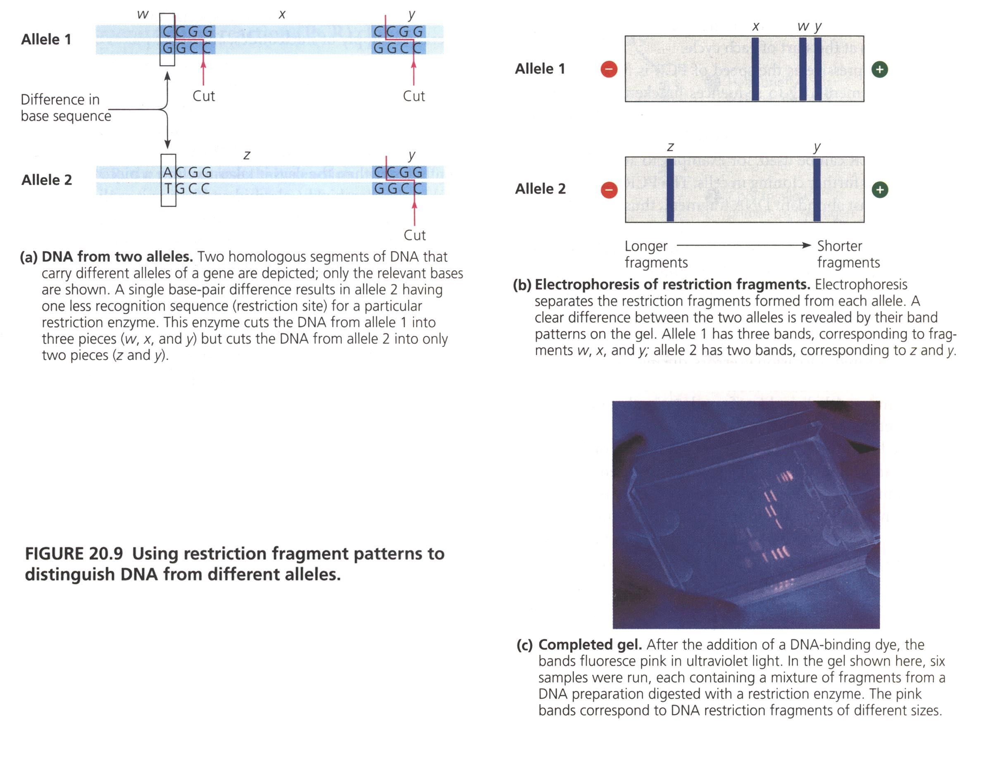 w x y
Allele 1
CCGG CCGG
GGCC GGCC
Cut Cut
Difference in
base sequence
z y
Allele 2
ACGG CCGG
TGCC GGCC
Cut
(a) DNA from two alleles. Two homologous segments of DNA that
carry different alleles of a gene are depicted; only the relevant bases
are shown. A single base-pair difference results in allele 2 having
one less recognition sequence (restriction site) for a particular
restriction enzyme. This enzyme cuts the DNA from allele 1 into
three pieces (w, x, and y) but cuts the DNA from allele 2 into only
two pieces (z and y).
x w y
Allele 1 − +
z y
Allele 2 − +
Longer Shorter
fragments fragments
(b) Electrophoresis of restriction fragments. Electrophoresis
separates the restriction fragments formed from each allele. A
clear difference between the two alleles is revealed by their band
patterns on the gel. Allele 1 has three bands, corresponding to frag-
ments w, x, and y; allele 2 has two bands, corresponding to z and y.
FIGURE 20.9 Using restriction fragment patterns to
distinguish DNA from different alleles.
(c) Completed gel. After the addition of a DNA-binding dye, the
bands fluoresce pink in ultraviolet light. In the gel shown here, six
samples were run, each containing a mixture of fragments from a
DNA preparation digested with a restriction enzyme. The pink
bands correspond to DNA restriction fragments of different sizes.